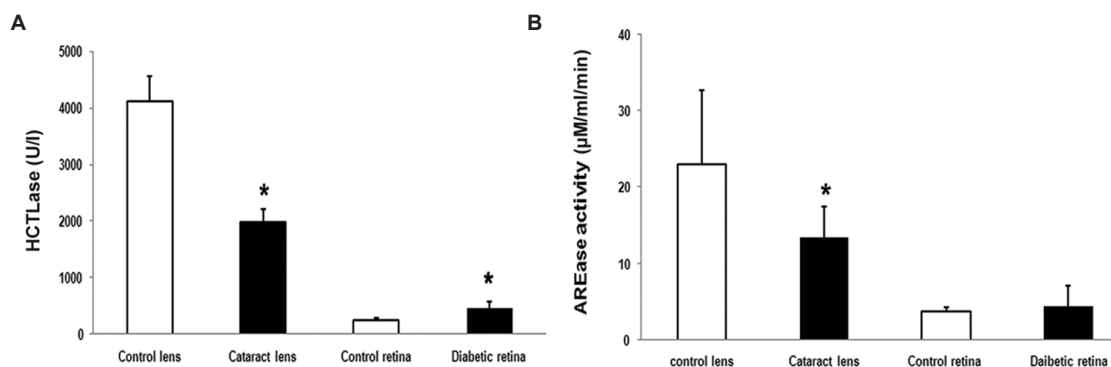 A
HCTLase (U/l)
5000
4000
3000
2000
1000
0
*
*
Control lens
Cataract lens
Control retina
Diabetic retina
B
AREase activity (µM/ml/min)
40
30
20
10
0
*
control lens
Cataract lens
Control retina
Daibetic retina